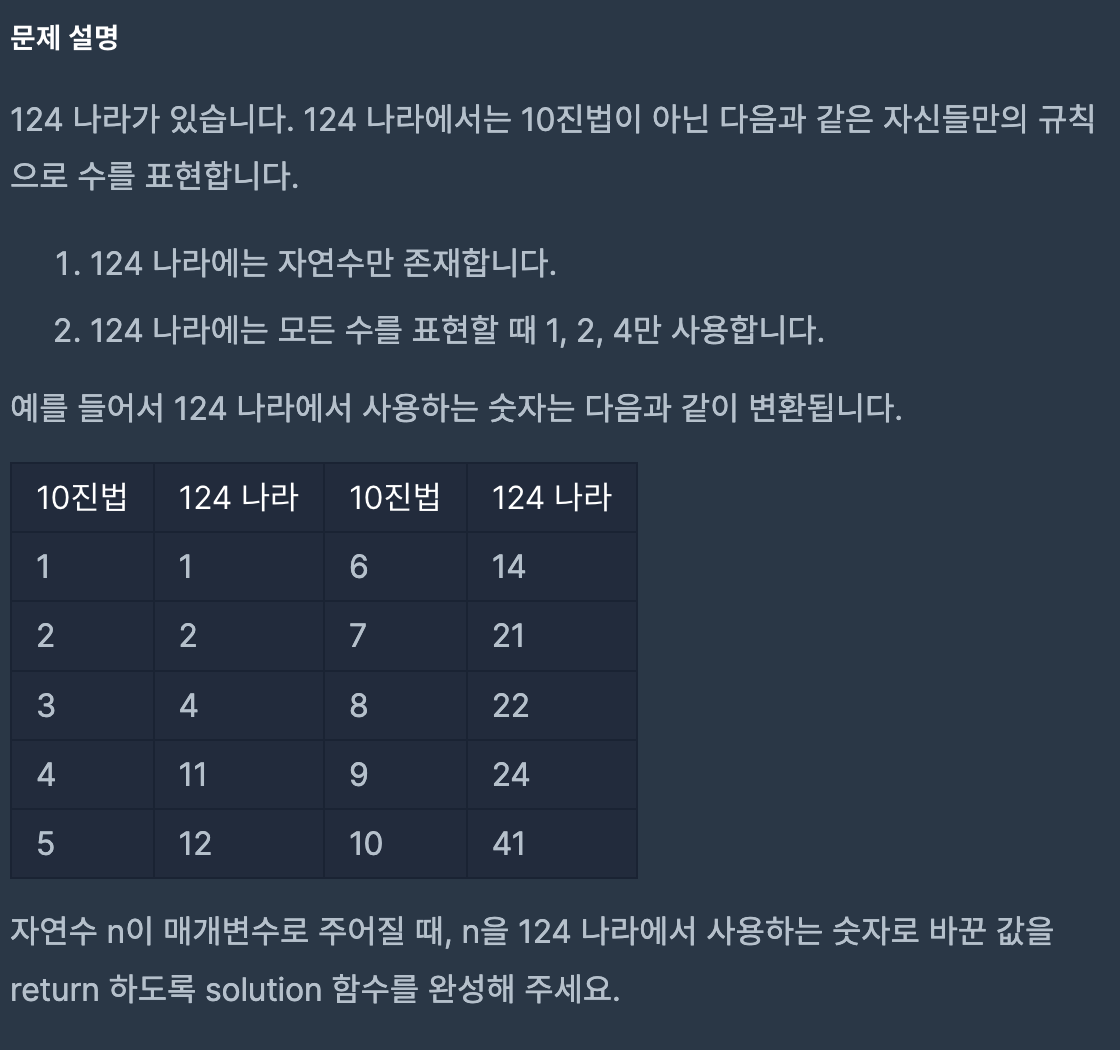 문제 설명
124 나라가 있습니다. 124 나라에서는 10진법이 아닌 다음과 같은 자신들만의 규칙
으로 수를 표현합니다.
1. 124 나라에는 자연수만 존재합니다.
2. 124 나라에는 모든 수를 표현할 때 1, 2, 4만 사용합니다.
예를 들어서 124 나라에서 사용하는 숫자는 다음과 같이 변환됩니다.
10진법 124 나라 10진법 124 나라
1 1 6 14
2 2 7 21
3 4 8 22
4 11 9 24
5 12 10 41
자연수 n이 매개변수로 주어질 때, n을 124 나라에서 사용하는 숫자로 바꾼 값을
return 하도록 solution 함수를 완성해 주세요.